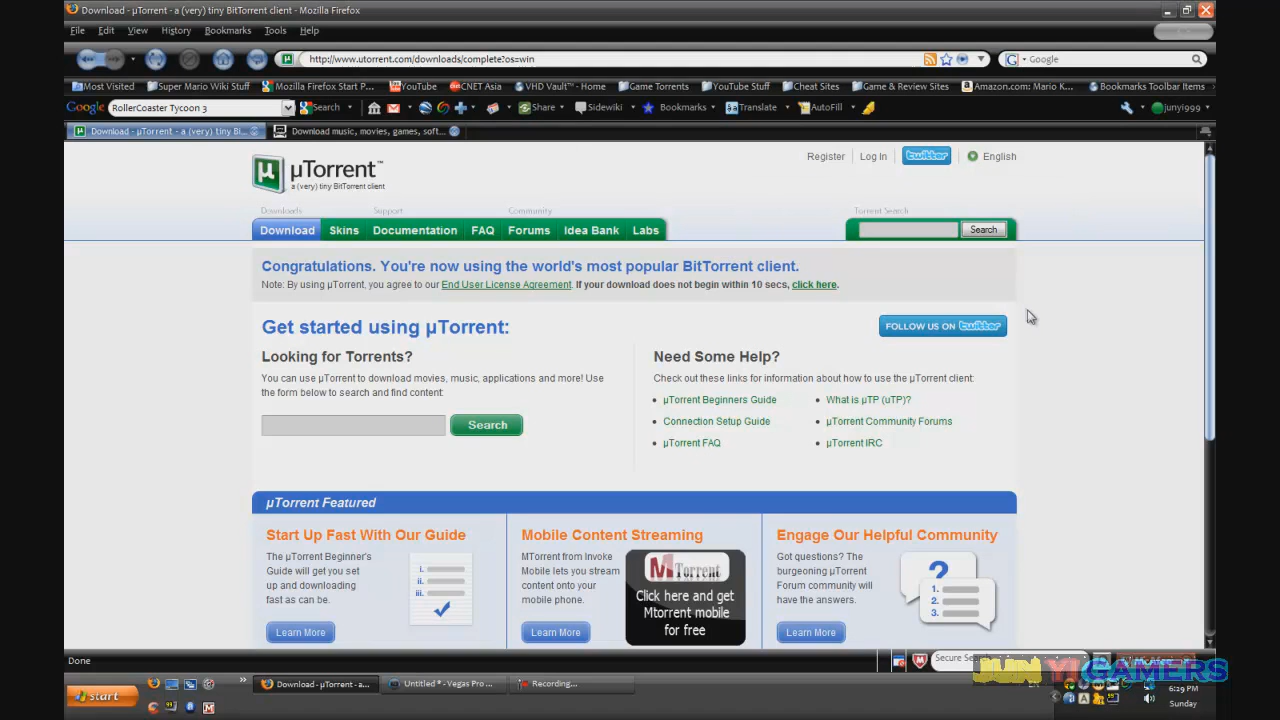 Download - µTorrent - a (very) tiny BitTorrent client - Mozilla Firefox
File Edit View History Bookmarks Tools Help
http://www.utorrent.com/downloads/complete?os=win
Google
Most Visited Super Mario Wiki Stuff Mozilla Firefox Start P... YouTube CNET Asia VHD Vault - Home Game Torrents YouTube Stuff Cheat Sites Game & Review Sites Amazon.com: Mario K... Bookmarks Toolbar Items
Google RollerCoaster Tycoon 3 Search Share Sidewiki Bookmarks Translate AutoFill junyi999
Download - µTorrent - a (very) tiny Bi... Download music, movies, games, soft...
Register Log In twitter English
µTorrent™
a (very) tiny BitTorrent client
Downloads Support Community Torrent Search
Download Skins Documentation FAQ Forums Idea Bank Labs Search
Congratulations. You're now using the world's most popular BitTorrent client.
Note: By using µTorrent, you agree to our End User License Agreement. If your download does not begin within 10 secs, click here.
Get started using µTorrent:
FOLLOW US ON twitter
Looking for Torrents?
You can use µTorrent to download movies, music, applications and more! Use
the form below to search and find content:
Search
Need Some Help?
Check out these links for information about how to use the µTorrent client:
µTorrent Beginners Guide What is µTP (uTP)?
Connection Setup Guide µTorrent Community Forums
µTorrent FAQ µTorrent IRC
µTorrent Featured
Start Up Fast With Our Guide
The µTorrent Beginner's
Guide will get you set
up and downloading
fast as can be.
Learn More
Mobile Content Streaming
MTorrent from Invoke
Mobile lets you stream
content onto your
mobile phone.
Learn More
MTorrent
Click here and get
Mtorrent mobile
for free
Engage Our Helpful Community
Got questions? The
burgeoning µTorrent
Forum community will
have the answers.
Learn More
Done
Secure Search
JUNYI GAMERS
start Download - µTorrent - a... Untitled * - Vegas Pro ... Recording...
6:29 PM
Sunday